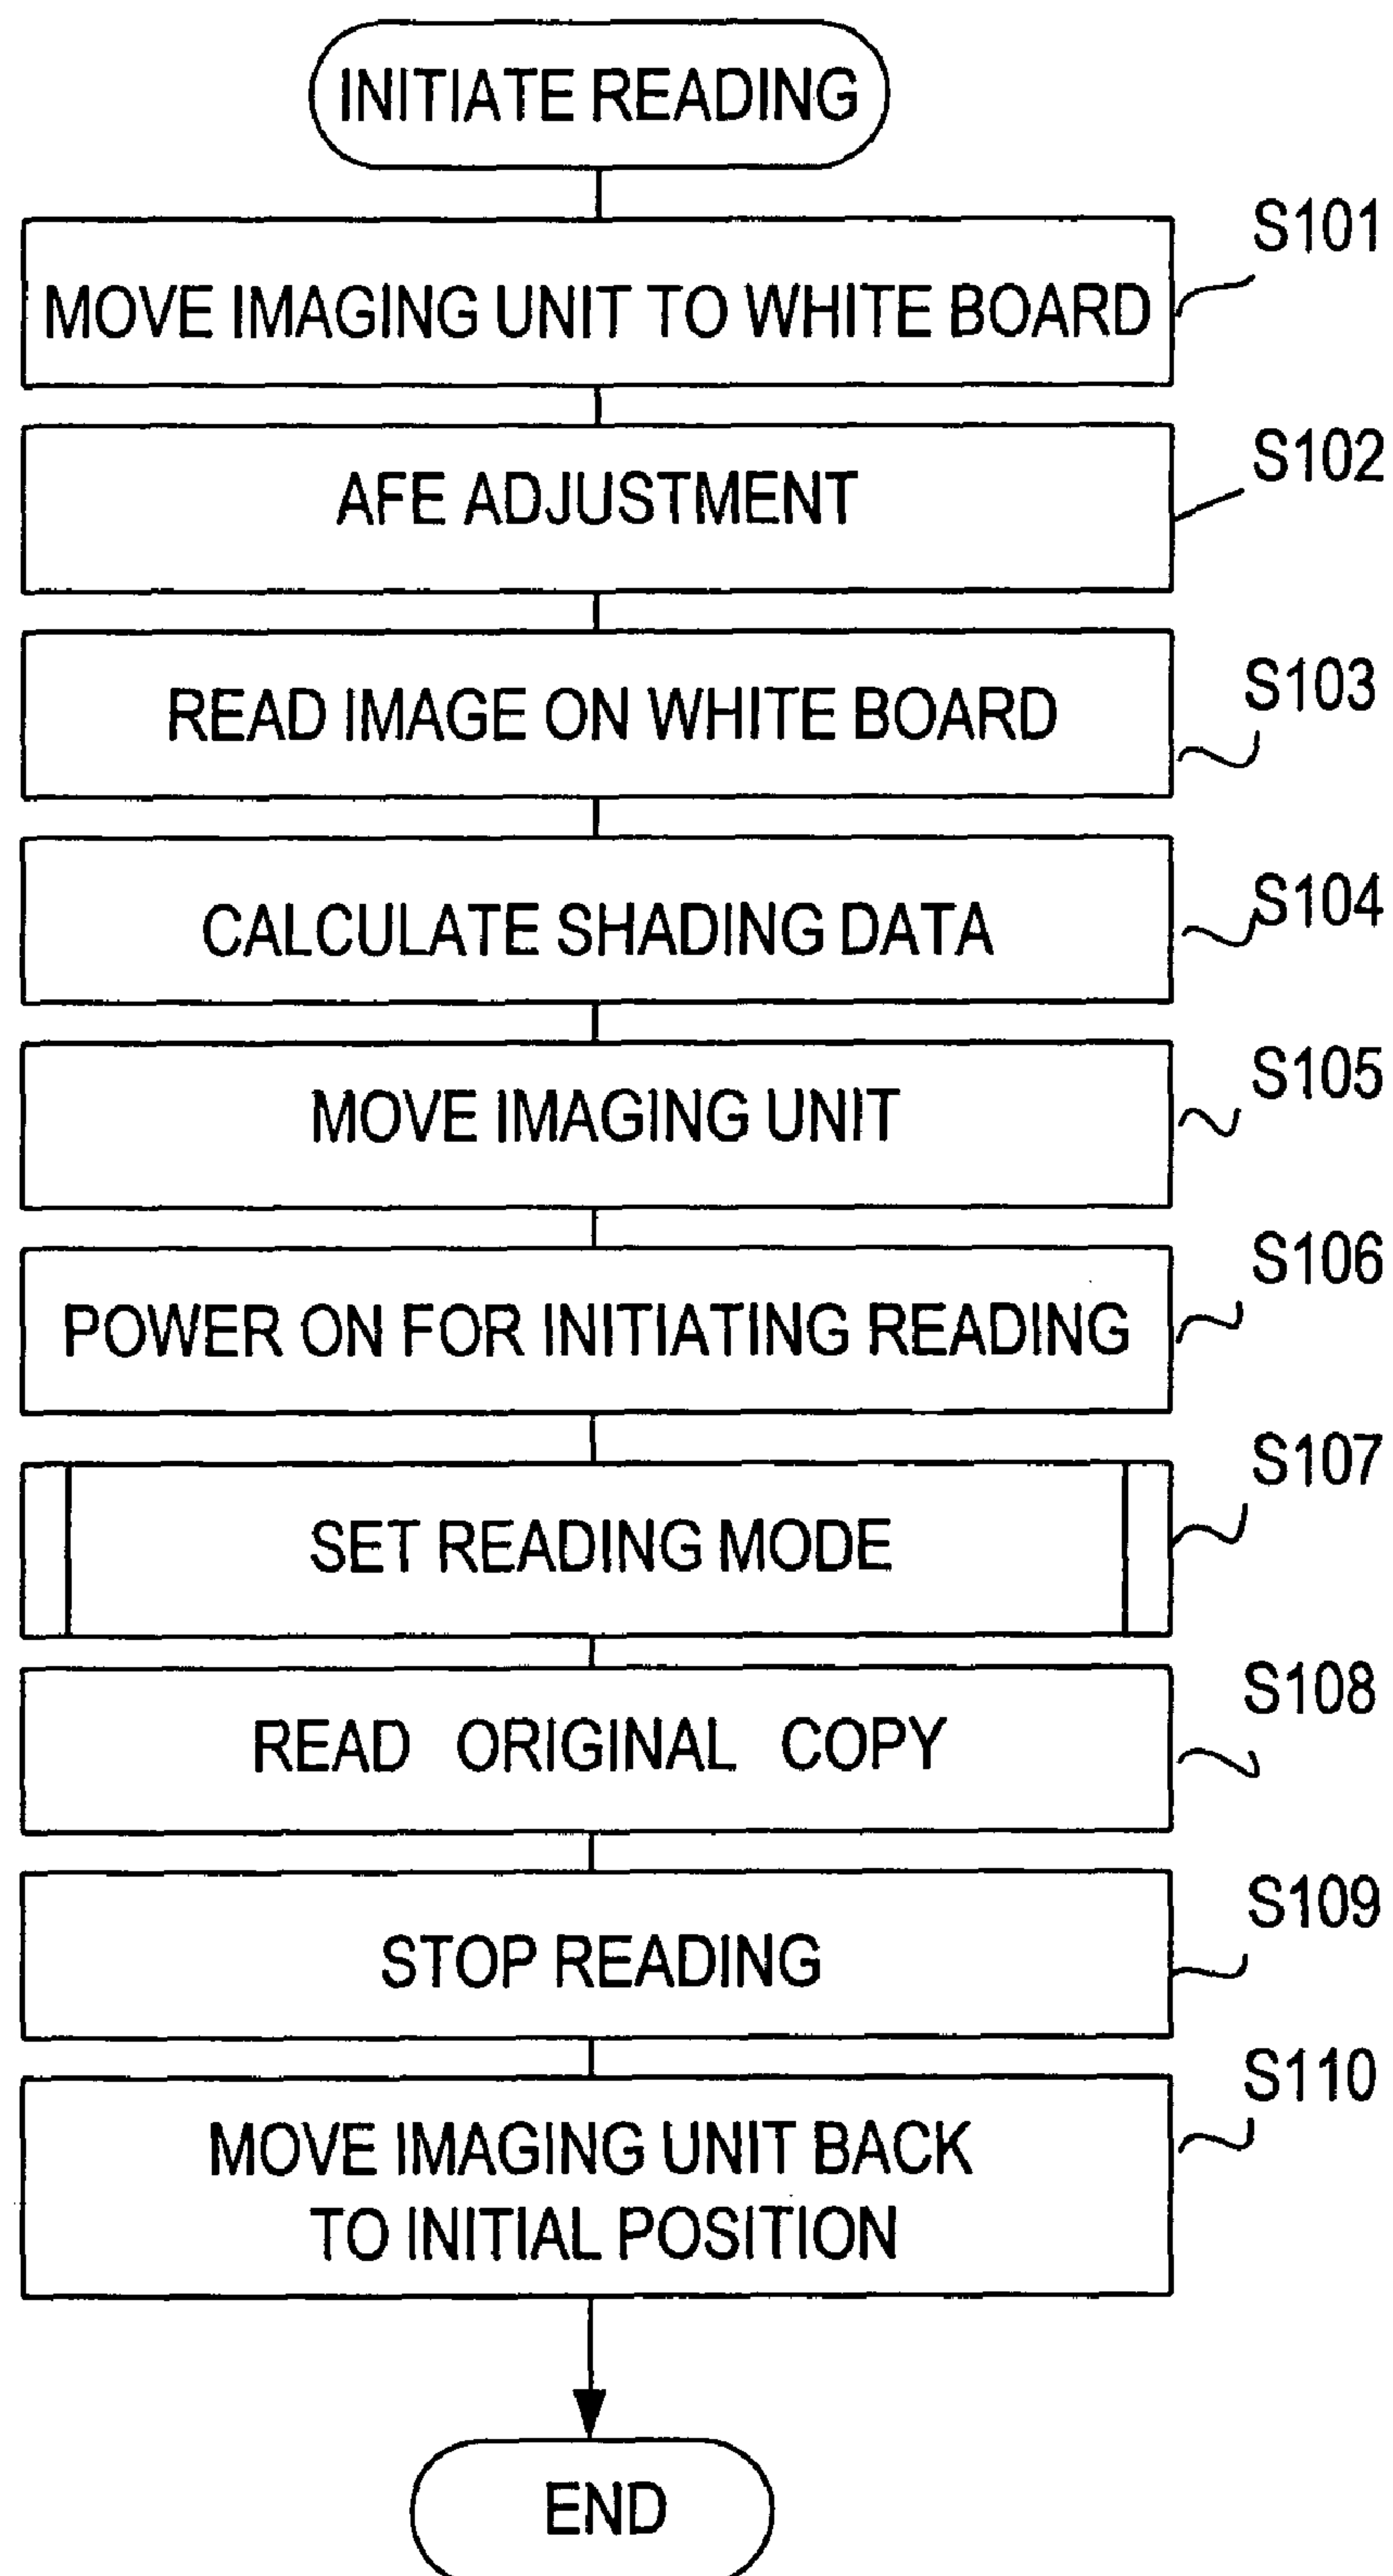 INITIATE READING
S101
MOVE IMAGING UNIT TO WHITE BOARD
S102
AFE ADJUSTMENT
S103
READ IMAGE ON WHITE BOARD
S104
CALCULATE SHADING DATA
S105
MOVE IMAGING UNIT
S106
POWER ON FOR INITIATING READING
S107
SET READING MODE
S108
READ ORIGINAL COPY
S109
STOP READING
S110
MOVE IMAGING UNIT BACK
TO INITIAL POSITION
END